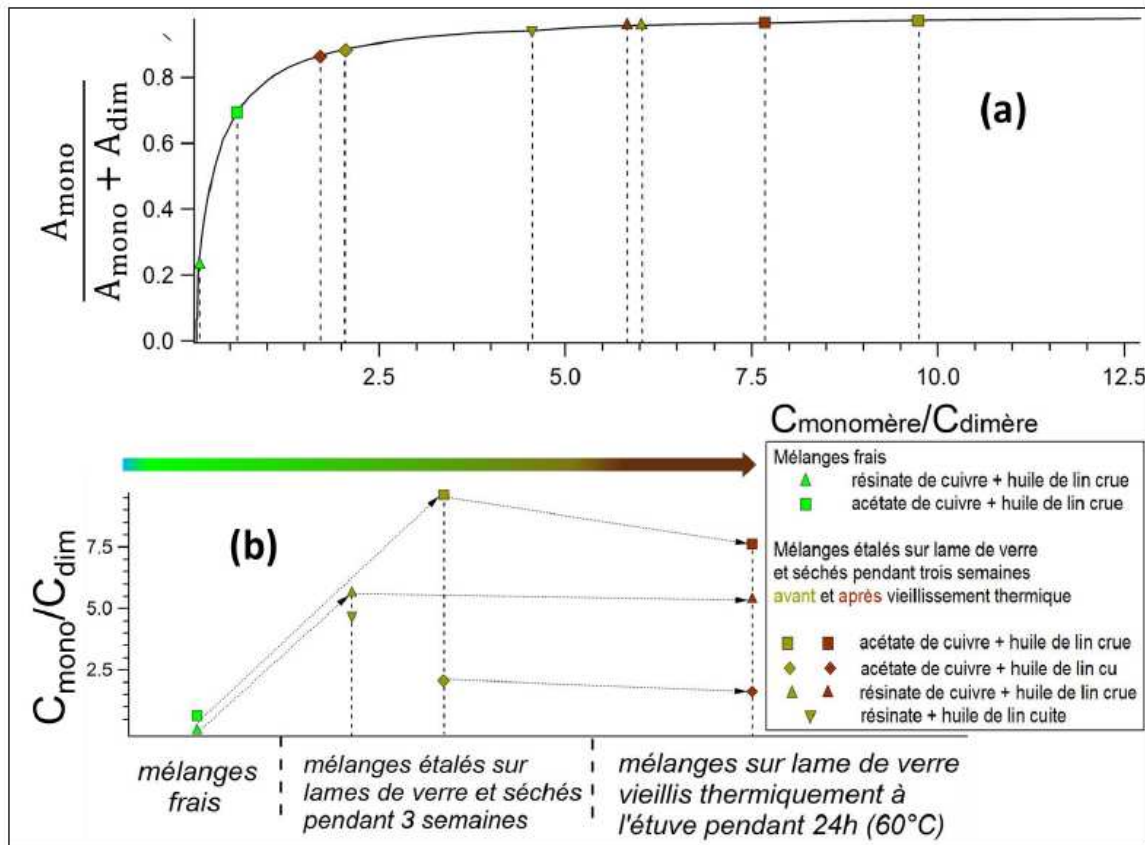 0.8
0.6
0.4
0.2
0.0
A_mono
A_mono + A_dim
(a)
2.5
5.0
7.5
10.0
12.5
Cmonomère/Cdimère
(b)
7.5
5.0
2.5
C_mono/C_dim
Mélanges frais
résinate de cuivre + huile de lin crue
acétate de cuivre + huile de lin crue
Mélanges étalés sur lame de verre
et séchés pendant trois semaines
avant et après vieillissement thermique
acétate de cuivre + huile de lin crue
acétate de cuivre + huile de lin cu
résinate de cuivre + huile de lin crue
résinate + huile de lin cuite
mélanges
frais
mélanges étalés sur
lames de verre et séchés
pendant 3 semaines
mélanges sur lame de verre
vieillis thermiquement à
l'étuve pendant 24h (60°C)